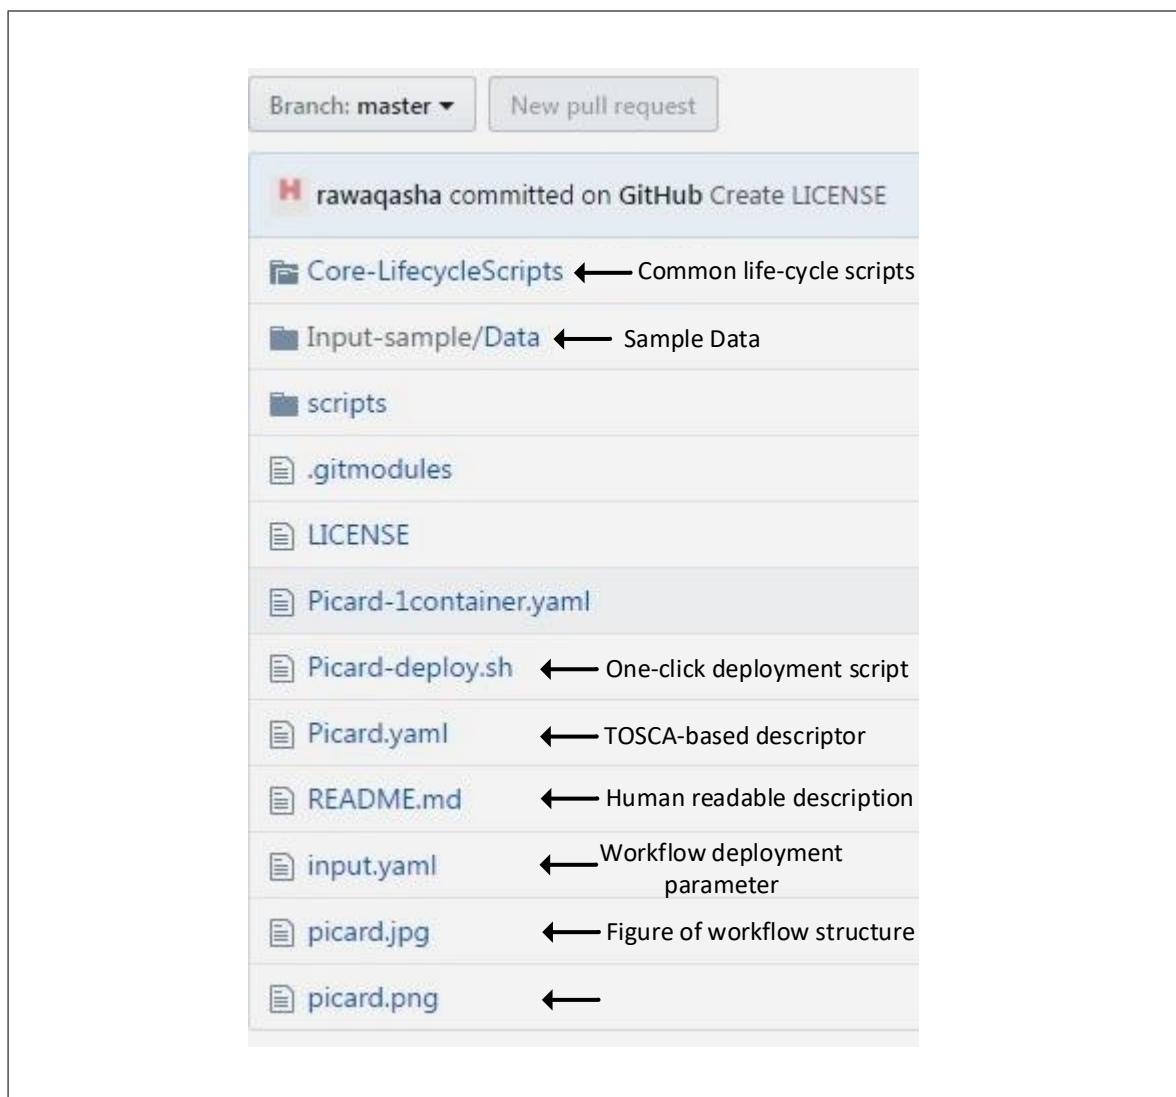 Branch: master
New pull request
H rawaqasha committed on GitHub Create LICENSE
Core-LifecycleScripts Common life-cycle scripts
Input-sample/Data Sample Data
scripts
.gitmodules
LICENSE
Picard-1container.yaml
Picard-deploy.sh One-click deployment script
Picard.yaml TOSCA-based descriptor
README.md Human readable description
input.yaml Workflow deployment
parameter
picard.jpg Figure of workflow structure
picard.png